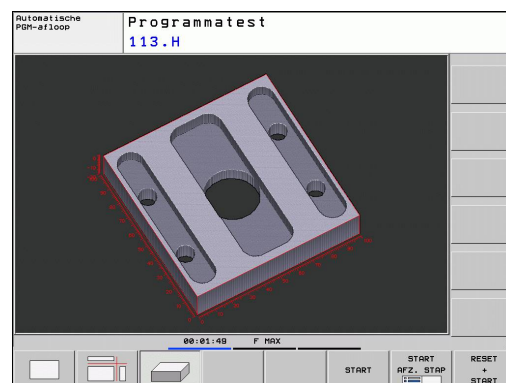 Automatische
PGM-afloop
Programmatest
113.H
00:01:49 F MAX
START
START
AFZ. STAP
RESET
+
START